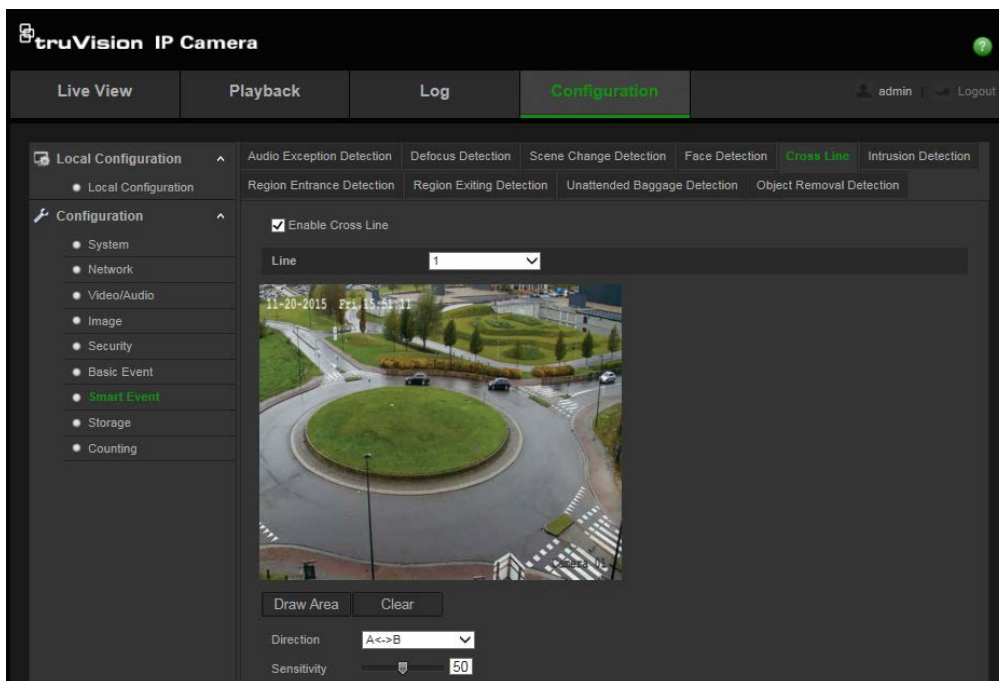 truVision IP Camera
?
Live View Playback Log Configuration admin | Logout
Local Configuration
Local Configuration
Configuration
System
Network
Video/Audio
Image
Security
Basic Event
Smart Event
Storage
Counting
Audio Exception Detection Defocus Detection Scene Change Detection Face Detection Cross Line Intrusion Detection
Region Entrance Detection Region Exiting Detection Unattended Baggage Detection Object Removal Detection
Enable Cross Line
Line 1
11-20-2015 Fri 15:51:11
Camera 01
Draw Area Clear
Direction A<->B
Sensitivity 50